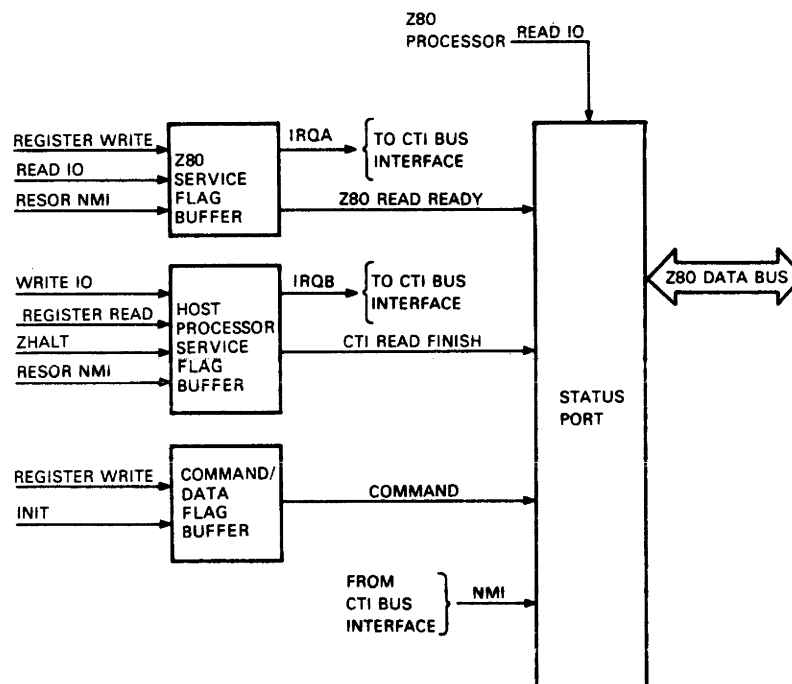 Z80
PROCESSOR
READ IO
REGISTER WRITE
READ IO
RESOR NMI
Z80
SERVICE
FLAG
BUFFER
IRQA
TO CTI BUS
INTERFACE
Z80 READ READY
WRITE IO
REGISTER READ
ZHALT
RESOR NMI
HOST
PROCESSOR
SERVICE
FLAG
BUFFER
IRQB
TO CTI BUS
INTERFACE
CTI READ FINISH
Z80 DATA BUS
STATUS
PORT
REGISTER WRITE
INIT
COMMAND/
DATA
FLAG
BUFFER
COMMAND
FROM
CTI BUS
INTERFACE
NMI